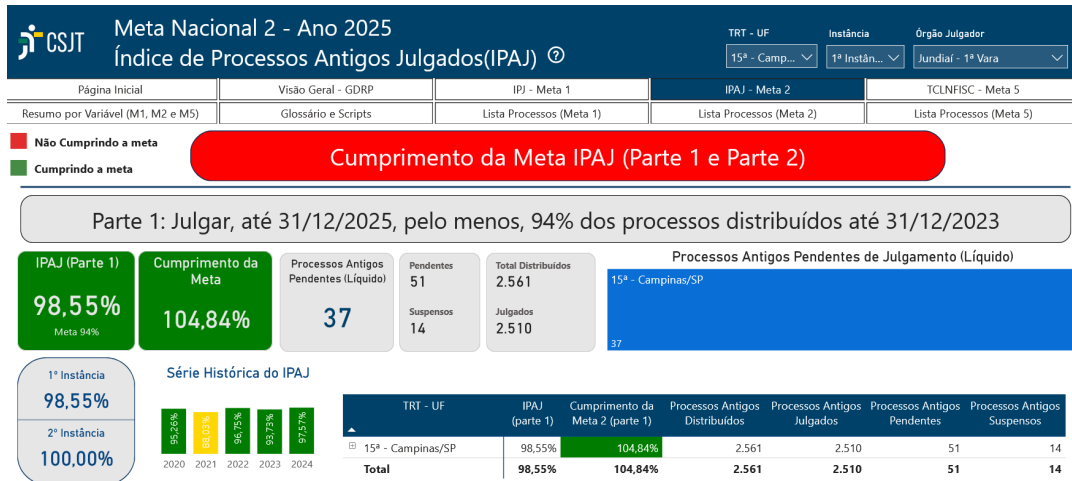 CSJT
Meta Nacional 2 - Ano 2025
Índice de Processos Antigos Julgados(IPAJ)
TRT - UF
Instância
Órgão Julgador
15ª - Camp...
1ª Instân...
Jundiaí - 1ª Vara
Página Inicial
Visão Geral - GDRP
IPJ - Meta 1
IPAJ - Meta 2
TCLNFISC - Meta 5
Resumo por Variável (M1, M2 e M5)
Glossário e Scripts
Lista Processos (Meta 1)
Lista Processos (Meta 2)
Lista Processos (Meta 5)
Não Cumprindo a meta
Cumprindo a meta
Cumprimento da Meta IPAJ (Parte 1 e Parte 2)
Parte 1: Julgar, até 31/12/2025, pelo menos, 94% dos processos distribuídos até 31/12/2023
IPAJ (Parte 1)
98,55%
Meta 94%
Cumprimento da
Meta
104,84%
Processos Antigos
Pendentes (Líquido)
37
Pendentes
51
Suspensos
14
Total Distribuídos
2.561
Julgados
2.510
Processos Antigos Pendentes de Julgamento (Líquido)
15ª - Campinas/SP
37
1º Instância
98,55%
2º Instância
100,00%
Série Histórica do IPAJ
95,26%
88,03%
96,75%
93,73%
97,57%
2020 2021 2022 2023 2024
TRT - UF
IPAJ
(parte 1)
Cumprimento da
Meta 2 (parte 1)
Processos Antigos
Distribuídos
Processos Antigos
Julgados
Processos Antigos
Pendentes
Processos Antigos
Suspensos
15ª - Campinas/SP 98,55% 104,84% 2.561 2.510 51 14
Total 98,55% 104,84% 2.561 2.510 51 14